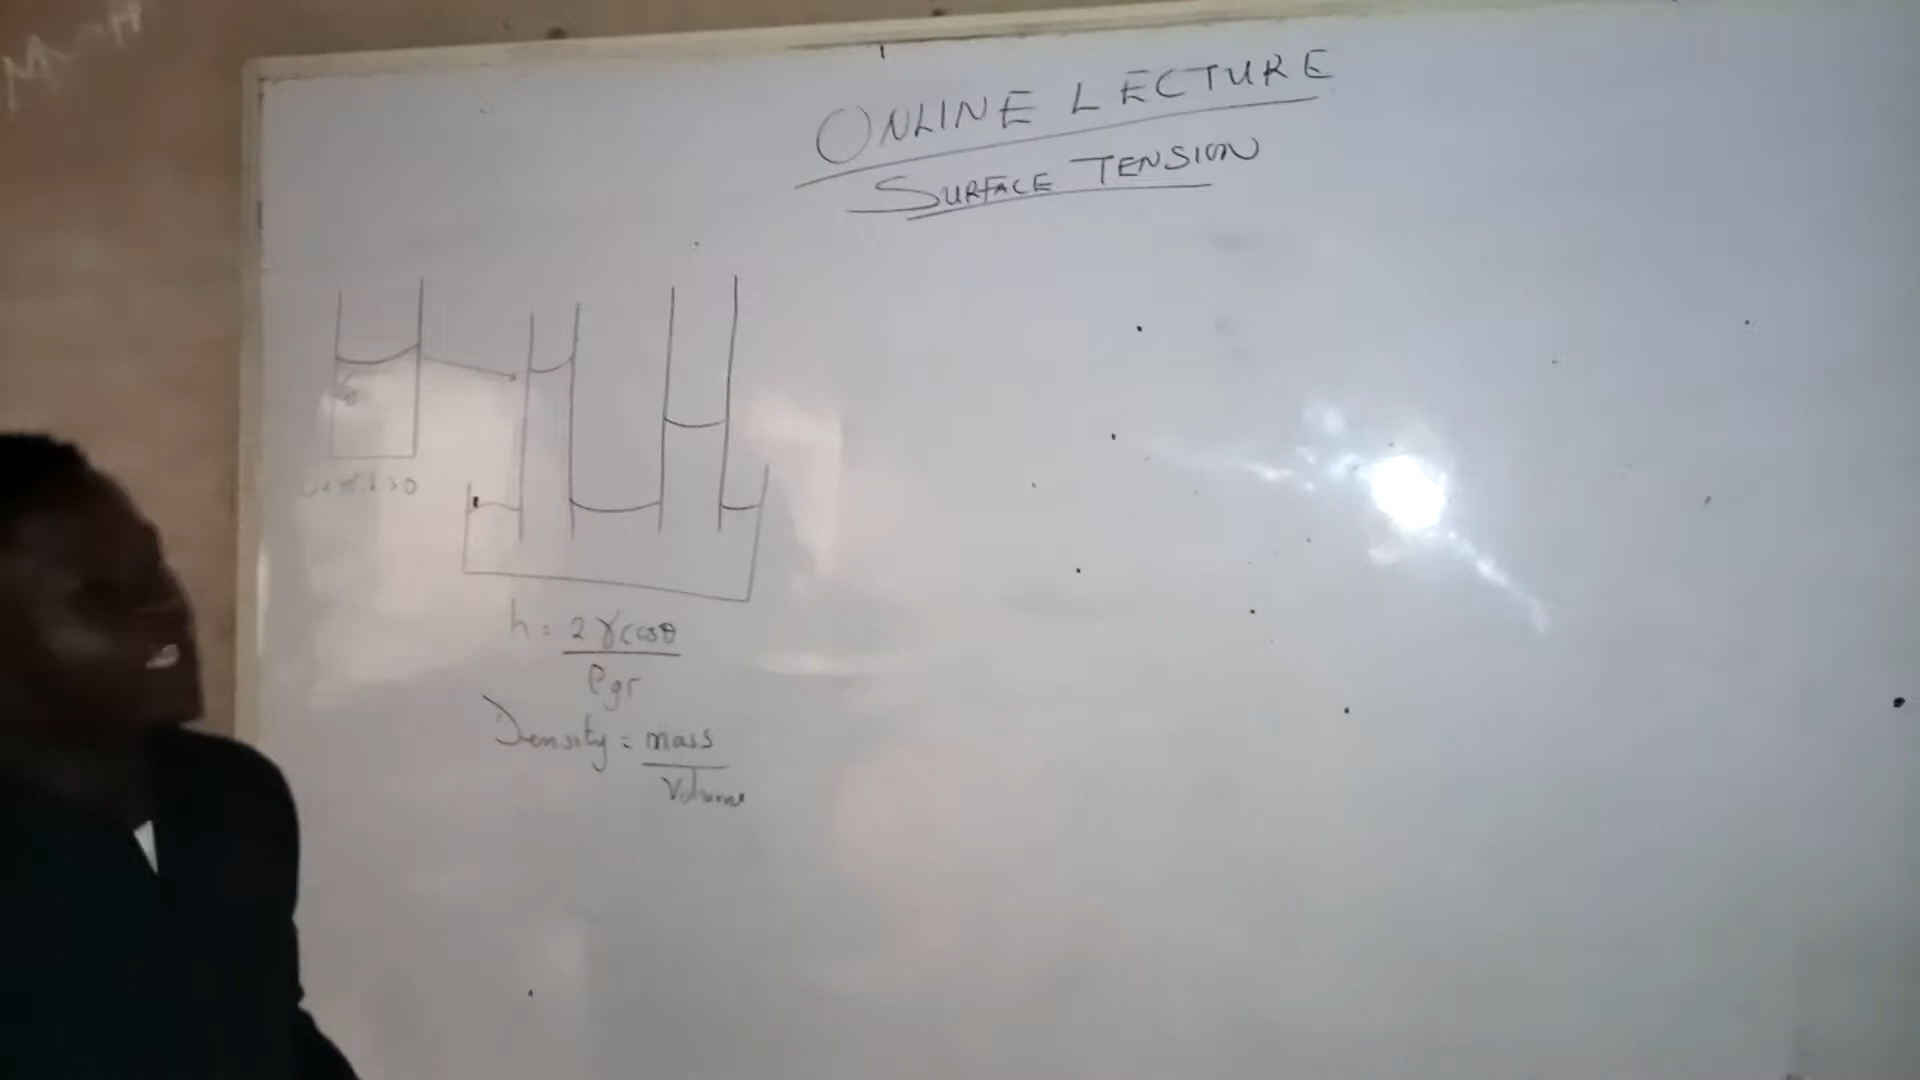 ONLINE LECTURE
SURFACE TENSION
θ
h = 2γcosθ
ρgr
Density = mass
Volume